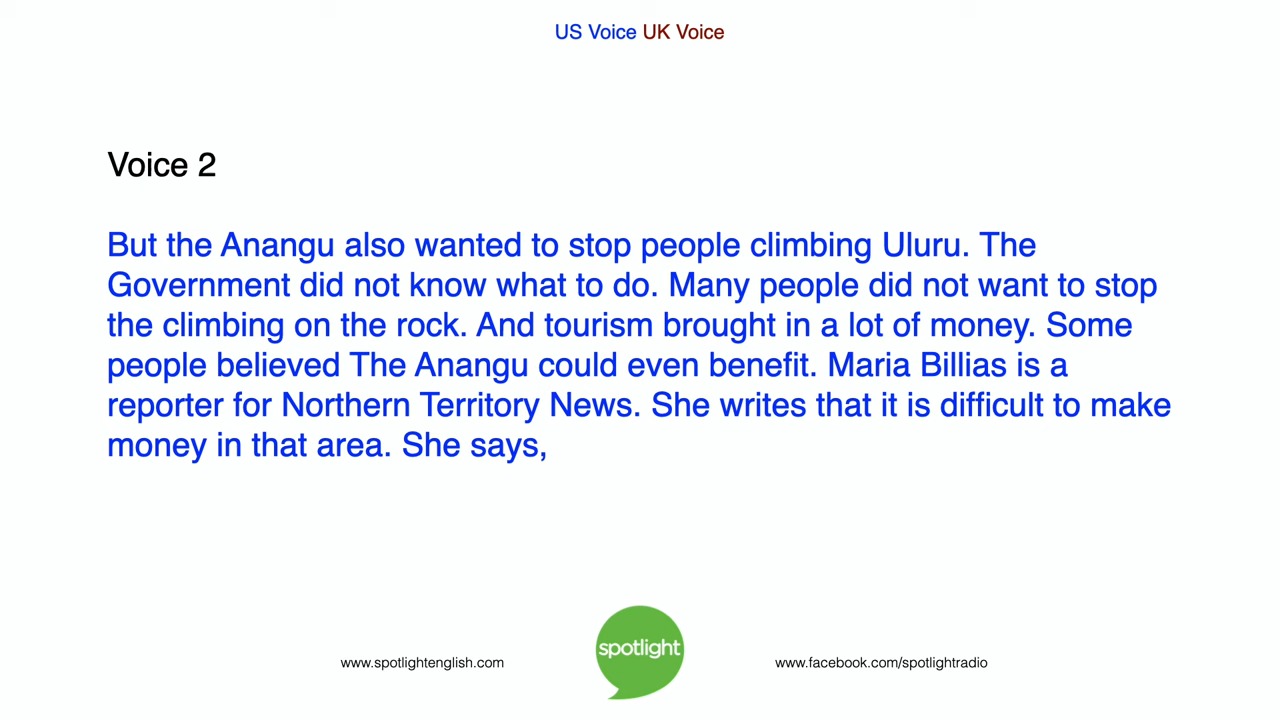 US Voice UK Voice
Voice 2
But the Anangu also wanted to stop people climbing Uluru. The
Government did not know what to do. Many people did not want to stop
the climbing on the rock. And tourism brought in a lot of money. Some
people believed The Anangu could even benefit. Maria Billias is a
reporter for Northern Territory News. She writes that it is difficult to make
money in that area. She says,
spotlight
www.spotlightenglish.com
www.facebook.com/spotlightradio